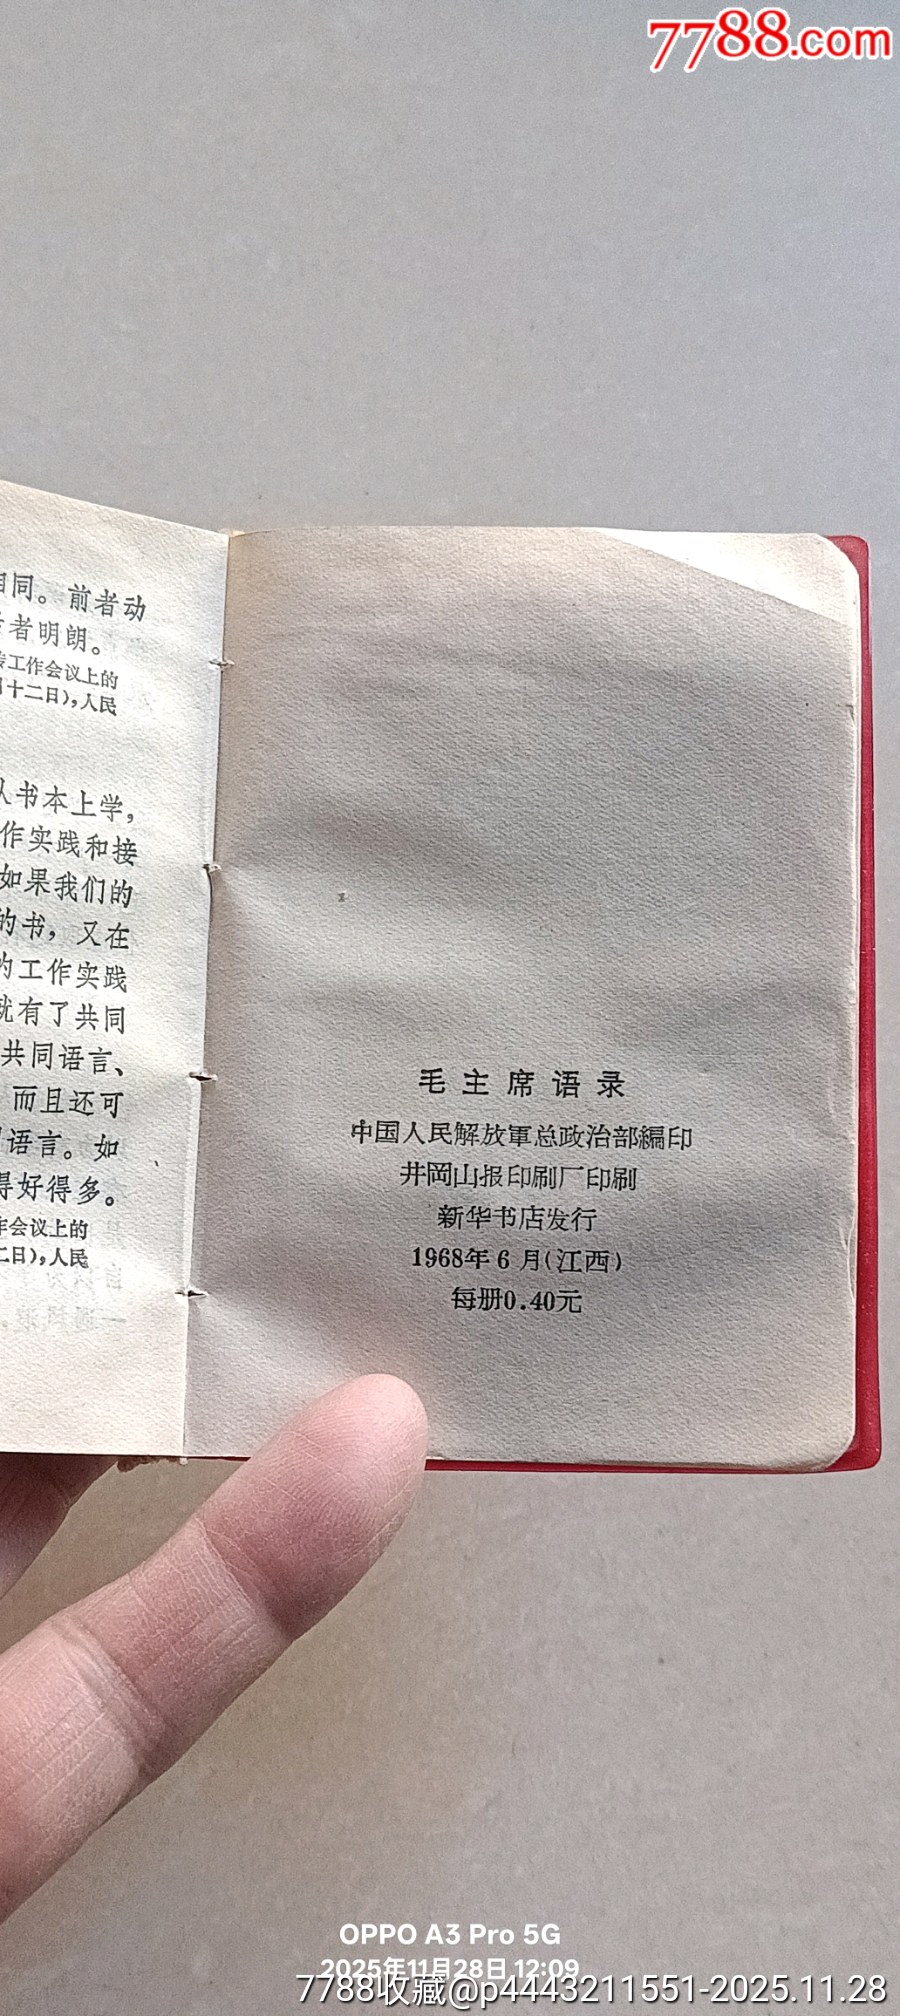 7788.com
相同。前者动
者明朗。
工作会议上的
月十二日），人民
从书本上学，
作实践和接
如果我们的
的书，又在
的工作实践
就有了共同
共同语言、
而且还可
语言。如
得好得多。
作会议上的
二日），人民
毛主席语录
中国人民解放軍总政治部編印
井岡山报印刷厂印刷
新华书店发行
1968年6月(江西)
每册0.40元
OPPO A3 Pro 5G
2025年11月28日 12:09
7788收藏@p4443211551-2025.11.28